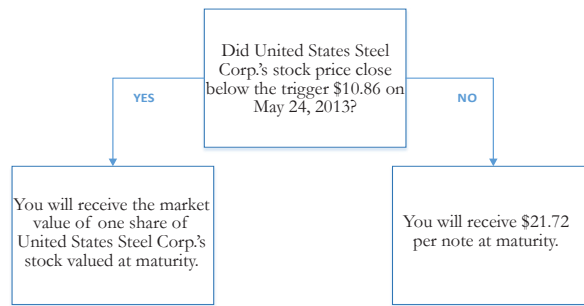 Did United States Steel
Corp.'s stock price close
below the trigger $10.86 on
May 24, 2013?
YES
NO
You will receive the market
value of one share of
United States Steel Corp.'s
stock valued at maturity.
You will receive $21.72
per note at maturity.